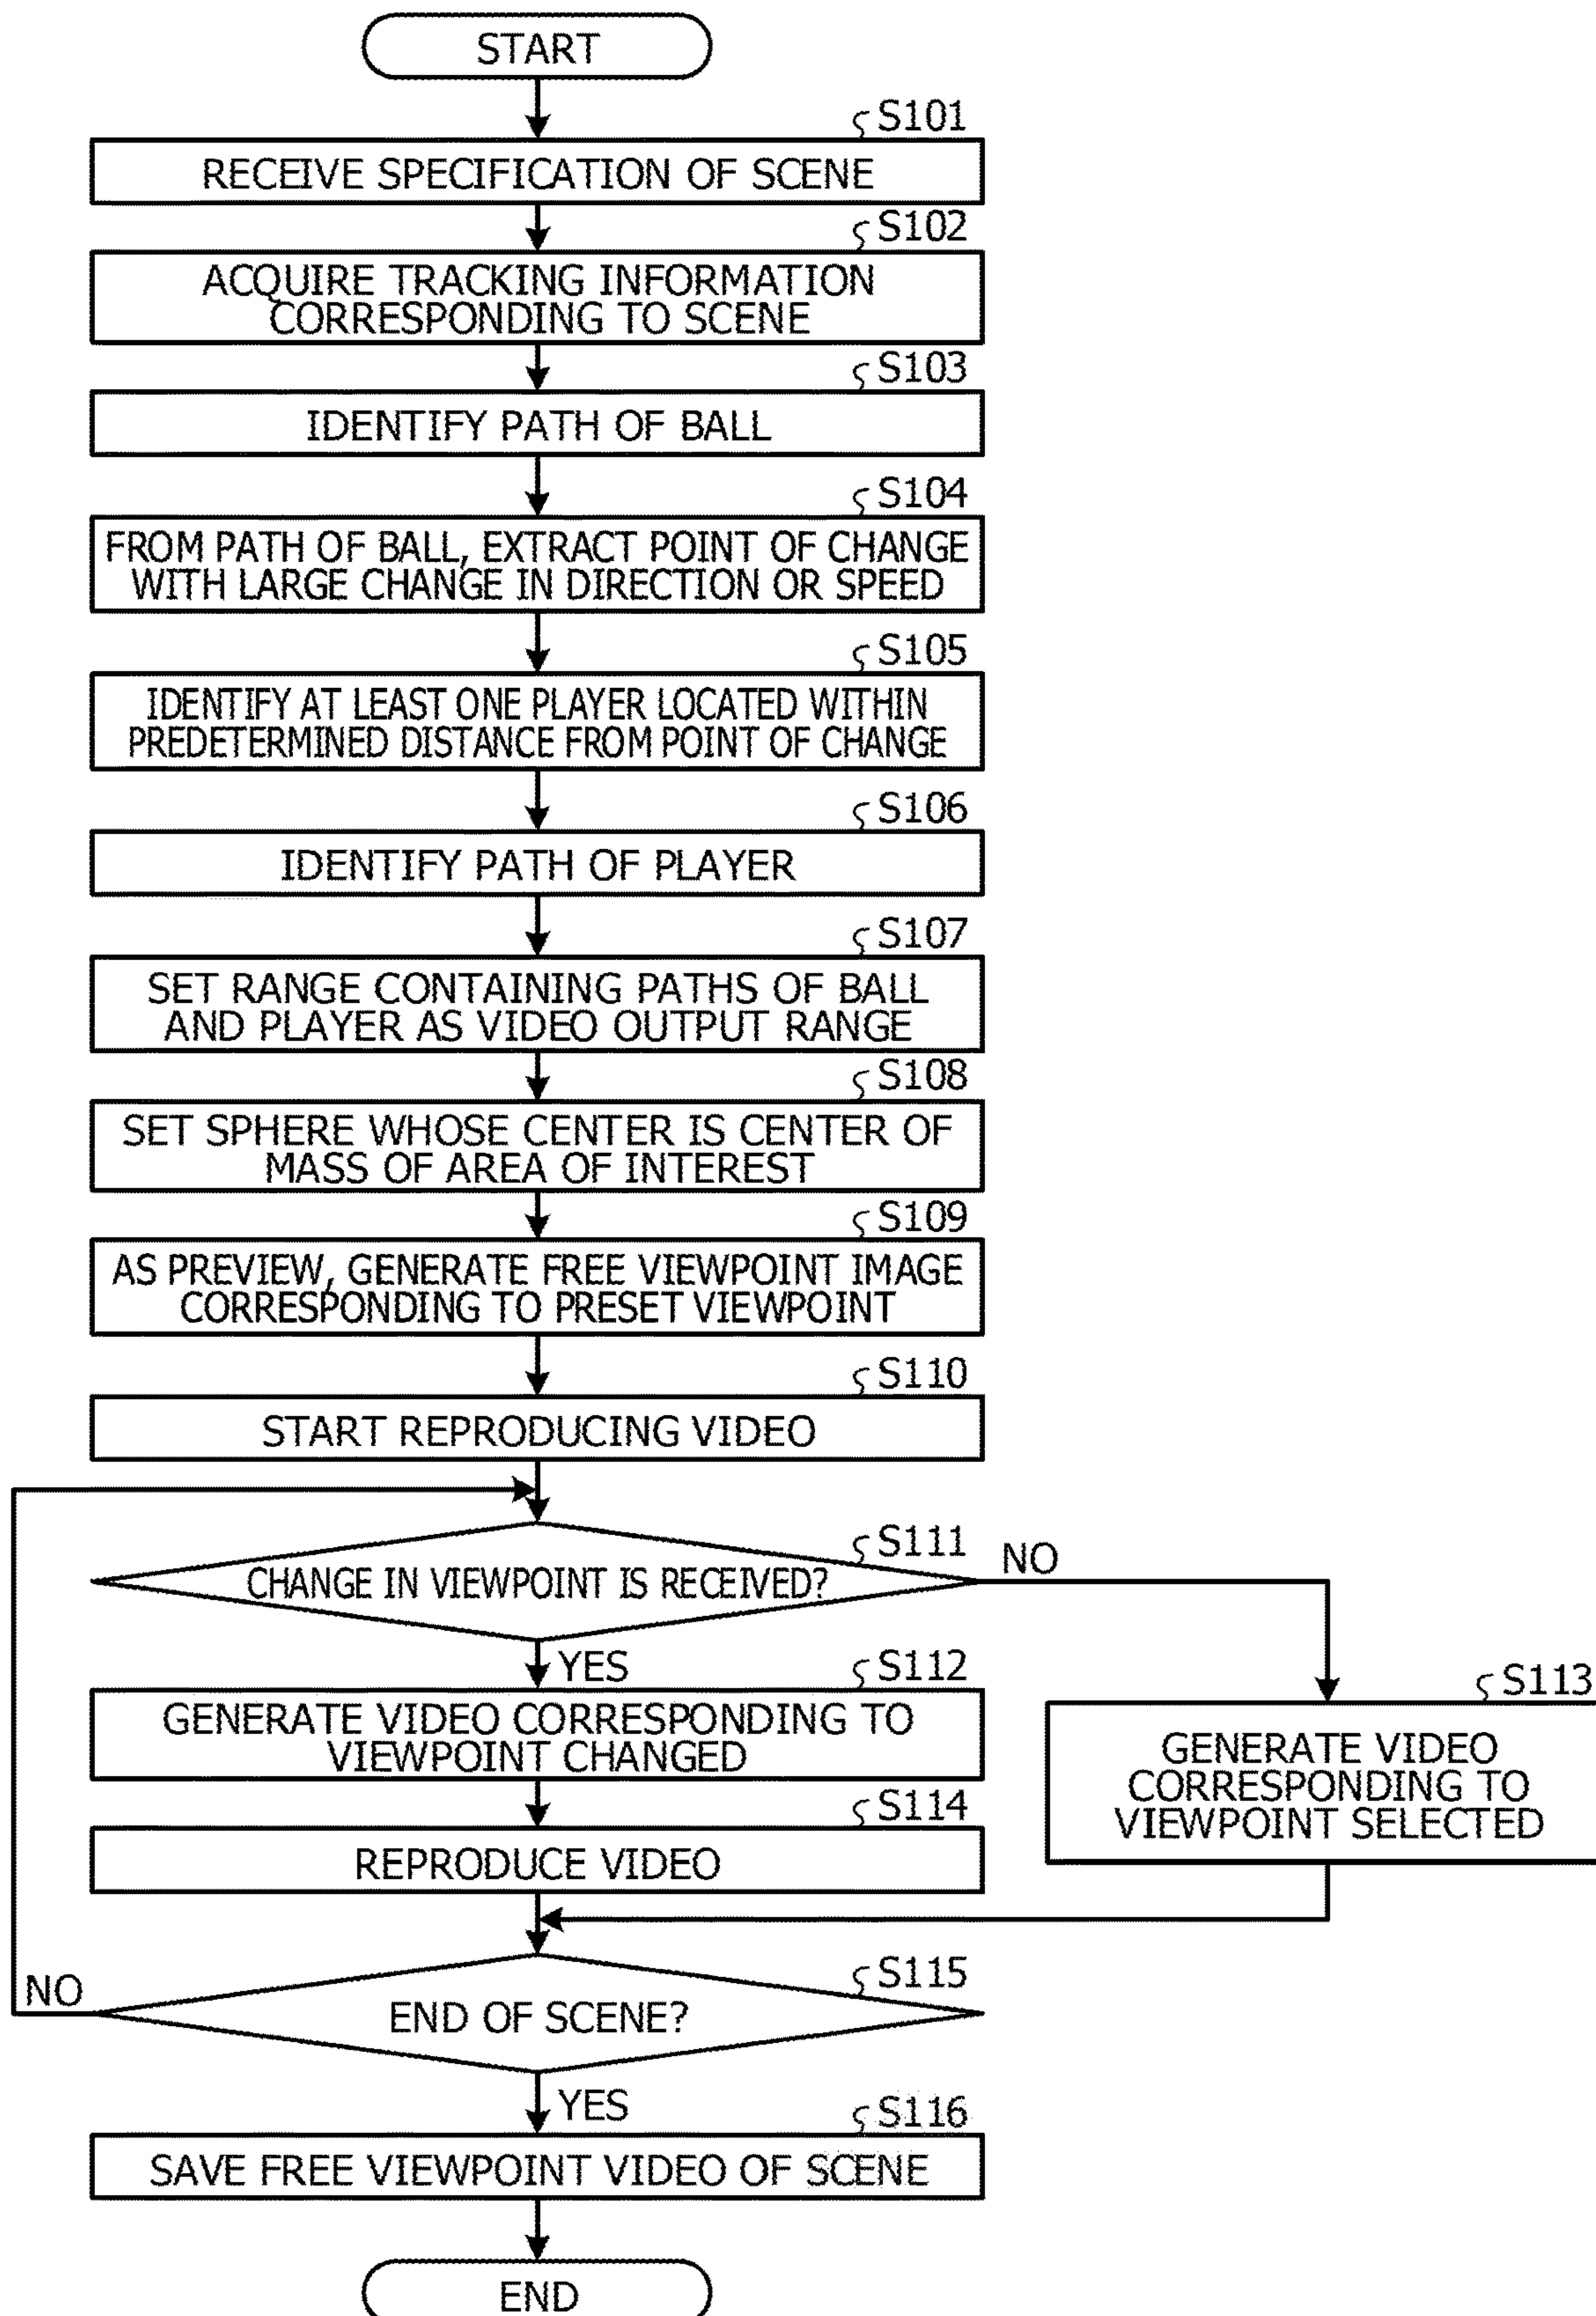 START
S101
RECEIVE SPECIFICATION OF SCENE
S102
ACQUIRE TRACKING INFORMATION
CORRESPONDING TO SCENE
S103
IDENTIFY PATH OF BALL
S104
FROM PATH OF BALL, EXTRACT POINT OF CHANGE
WITH LARGE CHANGE IN DIRECTION OR SPEED
S105
IDENTIFY AT LEAST ONE PLAYER LOCATED WITHIN
PREDETERMINED DISTANCE FROM POINT OF CHANGE
S106
IDENTIFY PATH OF PLAYER
S107
SET RANGE CONTAINING PATHS OF BALL
AND PLAYER AS VIDEO OUTPUT RANGE
S108
SET SPHERE WHOSE CENTER IS CENTER OF
MASS OF AREA OF INTEREST
S109
AS PREVIEW, GENERATE FREE VIEWPOINT IMAGE
CORRESPONDING TO PRESET VIEWPOINT
S110
START REPRODUCING VIDEO
S111
CHANGE IN VIEWPOINT IS RECEIVED?
NO
YES
S112
GENERATE VIDEO CORRESPONDING TO
VIEWPOINT CHANGED
S113
GENERATE VIDEO
CORRESPONDING TO
VIEWPOINT SELECTED
S114
REPRODUCE VIDEO
S115
END OF SCENE?
NO
YES
S116
SAVE FREE VIEWPOINT VIDEO OF SCENE
END